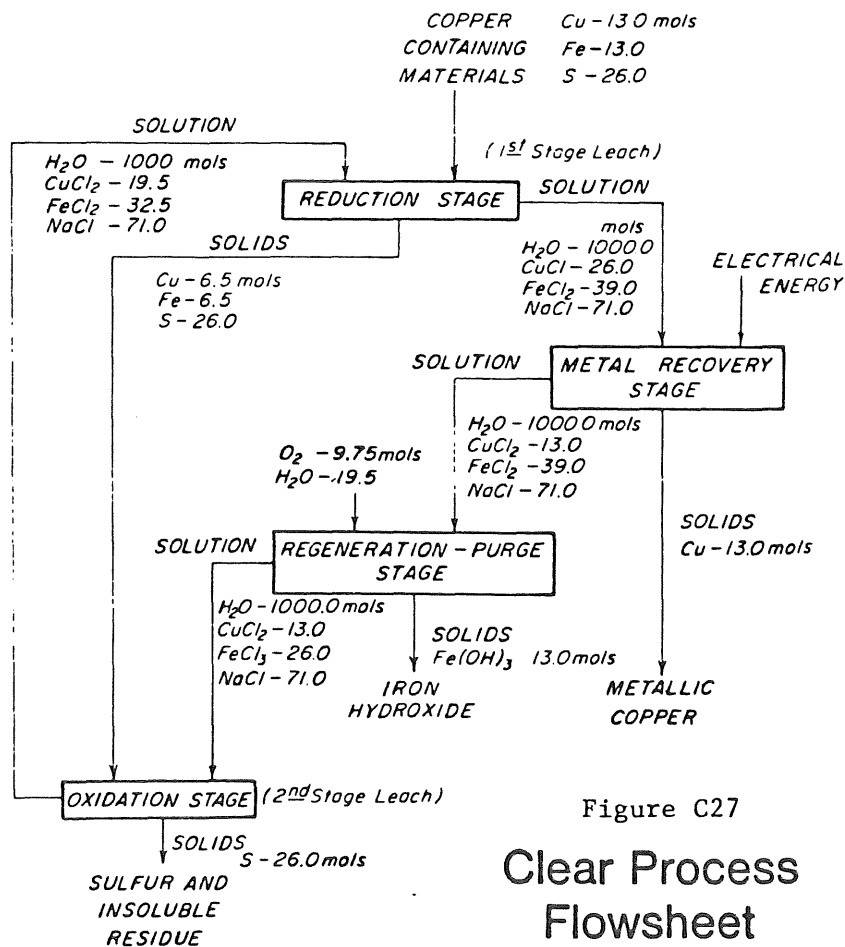 COPPER
CONTAINING
MATERIALS
Cu-13.0 mols
Fe-13.0
S-26.0
SOLUTION
H₂O-1000 mols
CuCl₂-19.5
FeCl₂-32.5
NaCl-71.0
(1st Stage Leach)
REDUCTION STAGE
SOLUTION
mols
H₂O-1000.0
CuCl-26.0
FeCl₂-39.0
NaCl-71.0
SOLIDS
Cu-6.5 mols
Fe-6.5
S-26.0
ELECTRICAL
ENERGY
METAL RECOVERY
STAGE
SOLUTION
H₂O-1000.0 mols
CuCl₂-13.0
FeCl₂-39.0
NaCl-71.0
O₂-9.75 mols
H₂O-19.5
SOLIDS
Cu-13.0 mols
REGENERATION-PURGE
STAGE
SOLUTION
H₂O-1000.0 mols
CuCl₂-13.0
FeCl₃-26.0
NaCl-71.0
SOLIDS
Fe(OH)₃ 13.0 mols
IRON
HYDROXIDE
METALLIC
COPPER
OXIDATION STAGE
(2nd Stage Leach)
SOLIDS
S-26.0 mols
SULFUR AND
INSOLUBLE
RESIDUE
Figure C27
Clear Process
Flowsheet